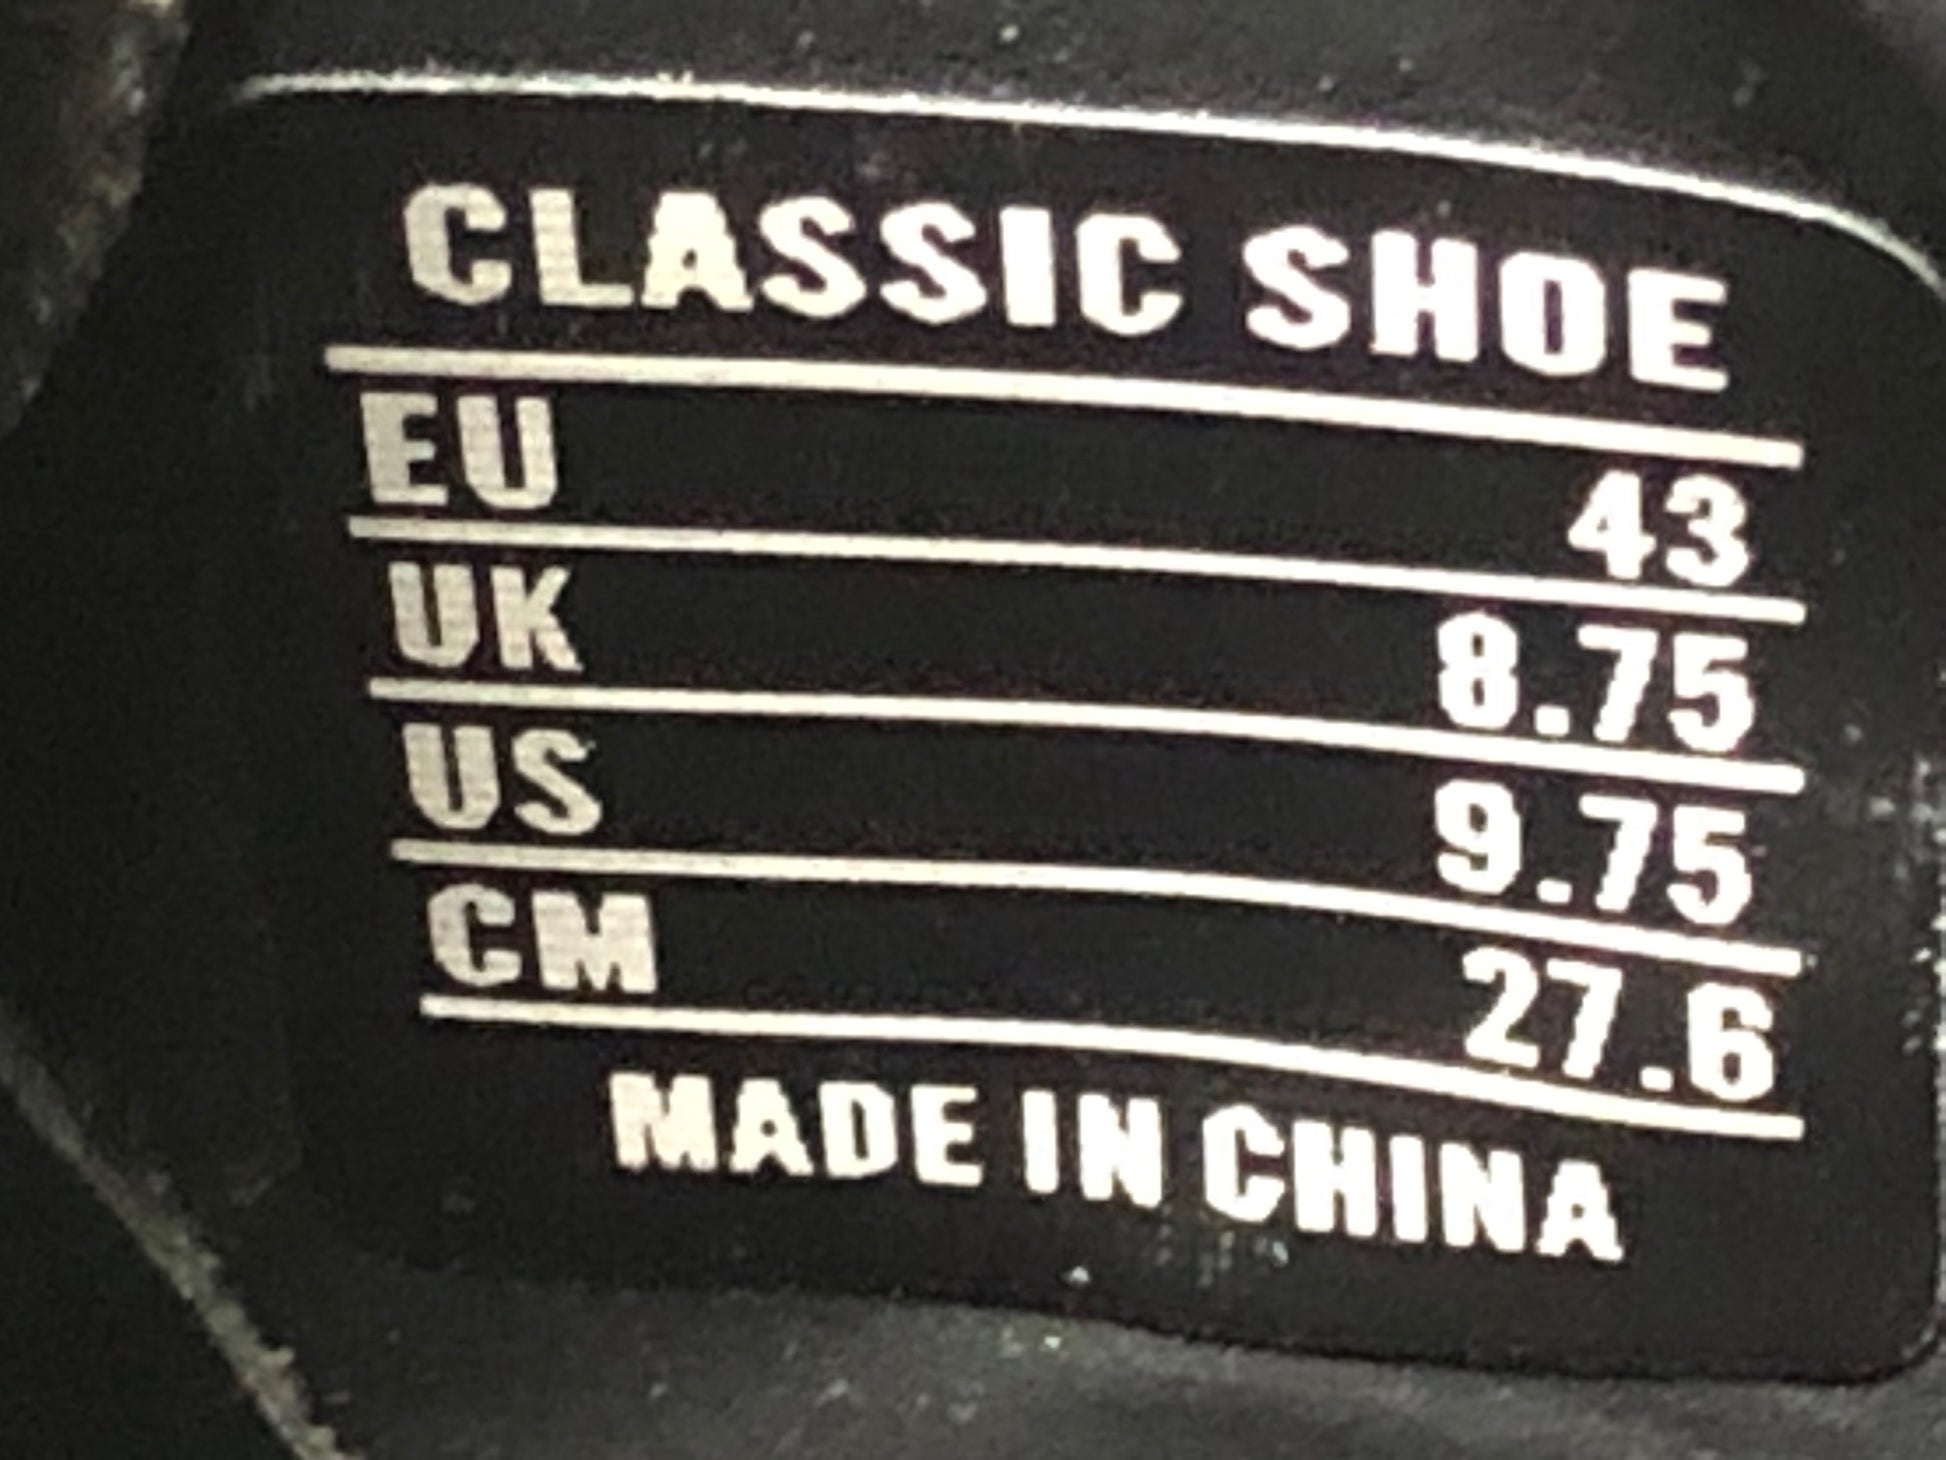 CLASSIC SHOE
EU 43
UK 8.75
US 9.75
CM 27.6
MADE IN CHINA